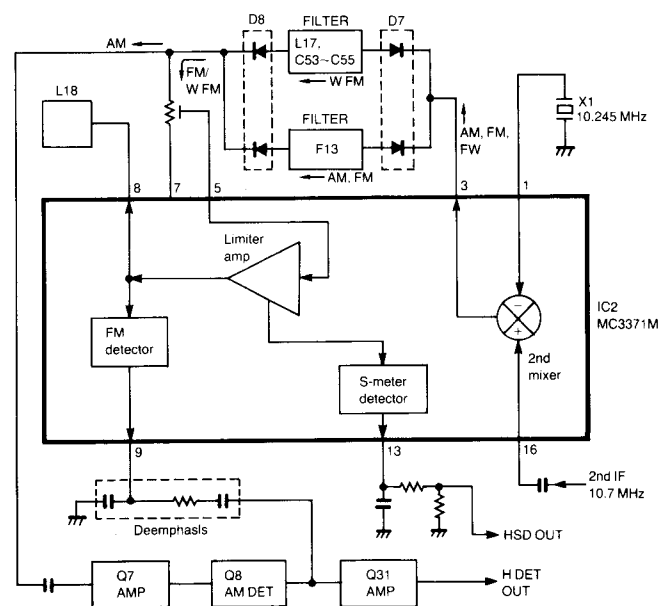 D8
FILTER
D7
AM
L17,
C53~C55
FM/
W FM
W FM
L18
X1
10.245 MHz
FILTER
F13
AM, FM,
FW
AM, FM
8
7
5
3
1
Limiter
amp
−
+
IC2
MC3371M
FM
detector
2nd
mixer
S-meter
detector
9
13
16
2nd IF
10.7 MHz
Deemphasls
HSD OUT
Q7
AMP
Q8
AM DET
Q31
AMP
H DET
OUT